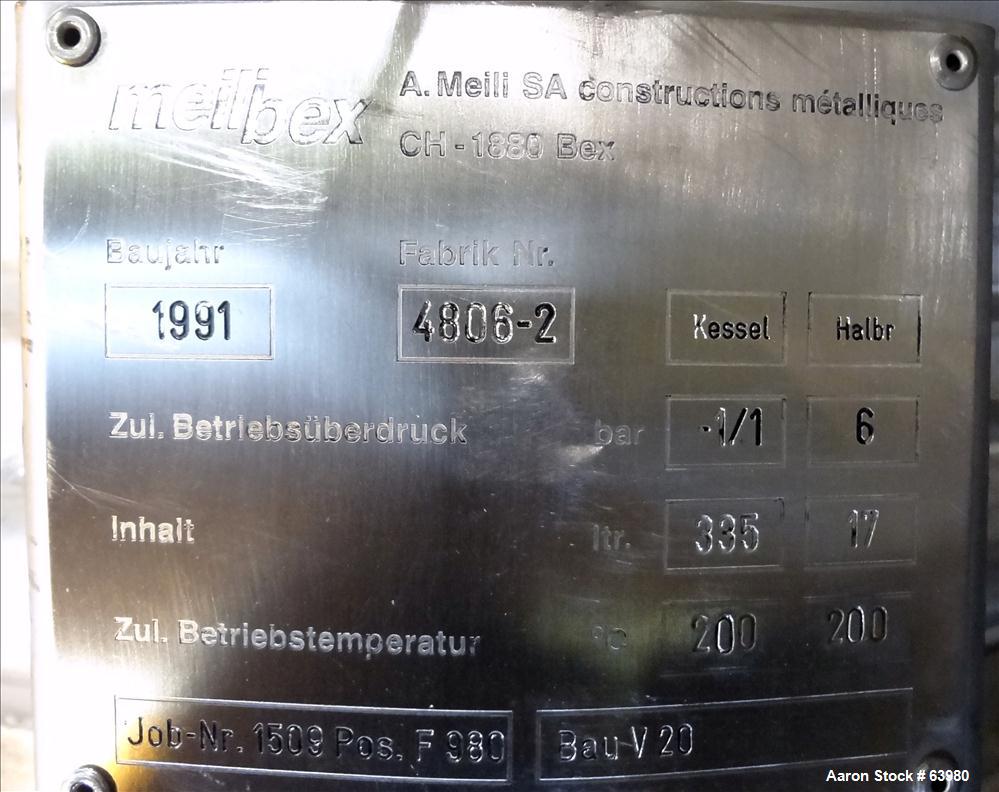 meilibex
A. Meili SA constructions métalliques
CH-1880 Bex
Baujahr Fabrik Nr.
1991 4806-2 Kessel Halbr
Zul. Betriebsüberdruck bar -1/1 6
Inhalt ltr. 335 17
Zul. Betriebstemperatur °C 200 200
Job-Nr. 1509 Pos. F 980 Bau V 20
Aaron Stock # 63980